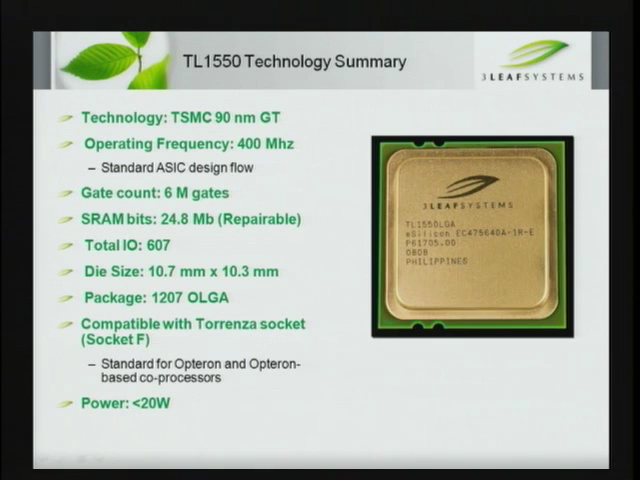 TL1550 Technology Summary
3LEAFSYSTEMS
Technology: TSMC 90 nm GT
Operating Frequency: 400 Mhz
– Standard ASIC design flow
Gate count: 6 M gates
SRAM bits: 24.8 Mb (Repairable)
Total IO: 607
Die Size: 10.7 mm x 10.3 mm
Package: 1207 OLGA
Compatible with Torrenza socket
(Socket F)
– Standard for Opteron and Opteron-
based co-processors
Power: <20W
3LEAFSYSTEMS
TL1550LGA
eSilicon EC475640A-1R-E
P61705.00
0808
PHILIPPINES